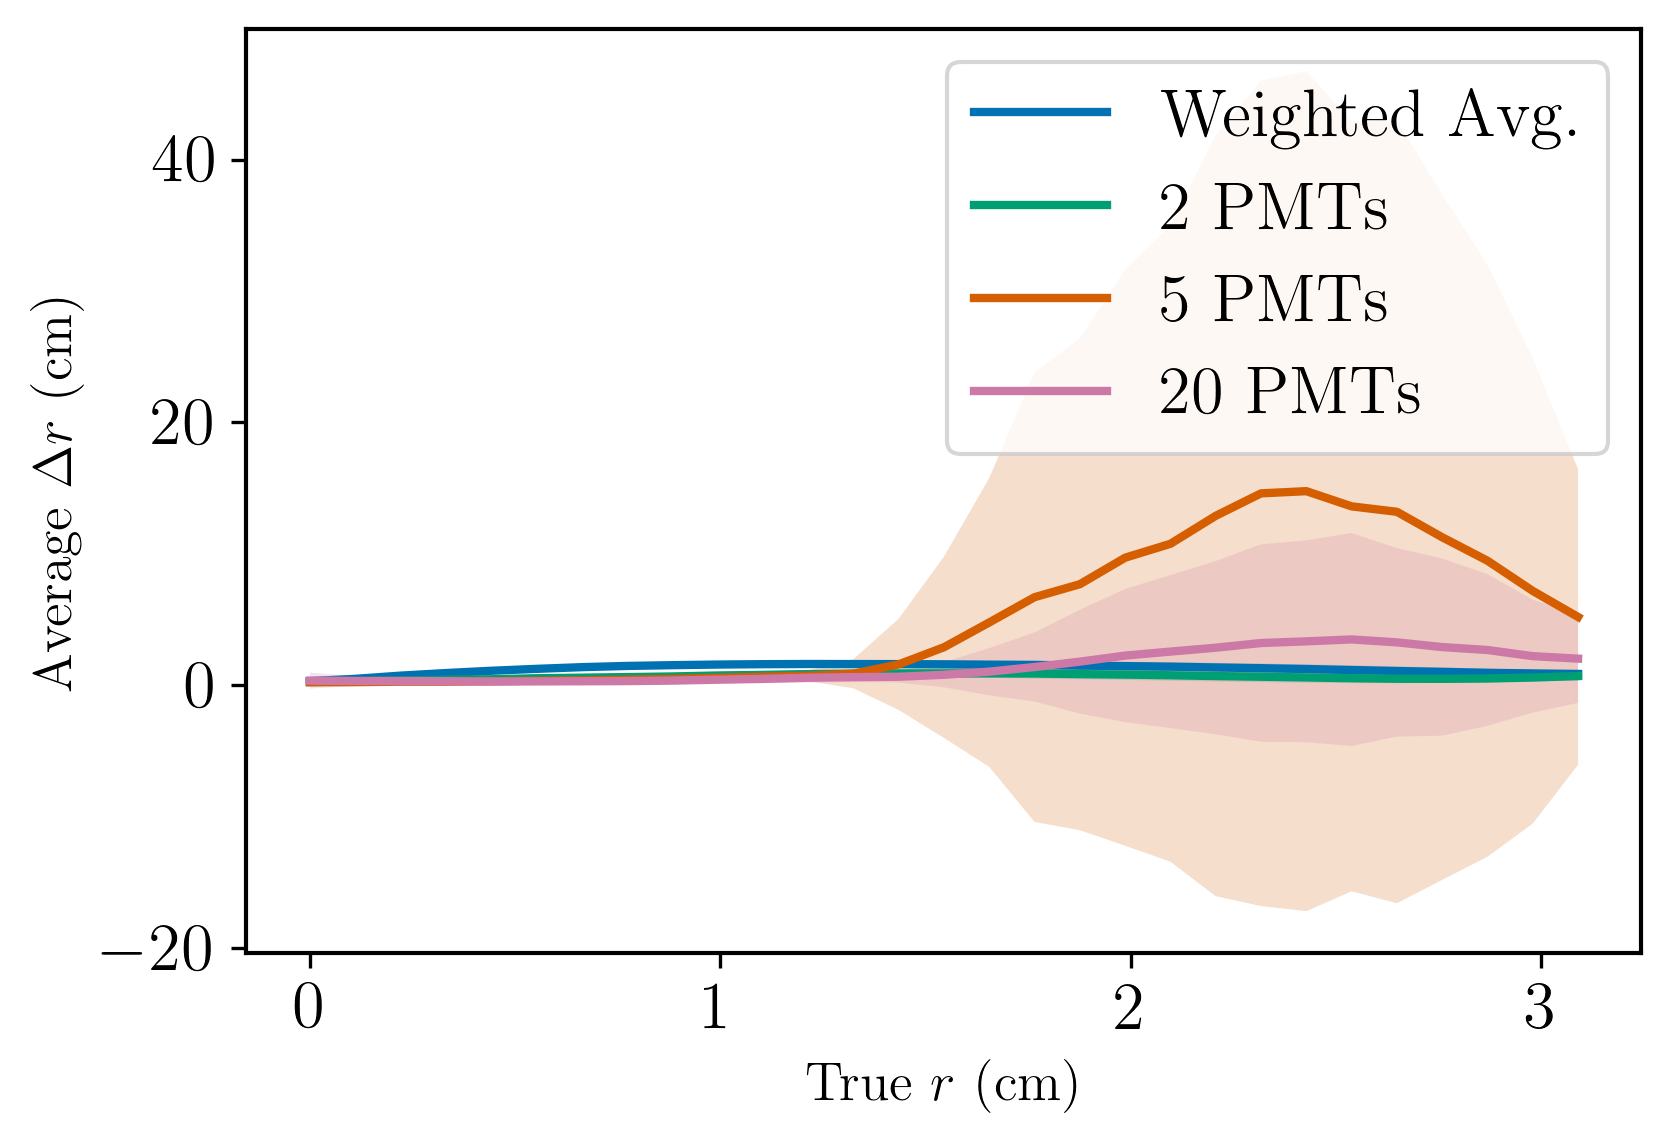 Weighted Avg.
2 PMTs
5 PMTs
20 PMTs
40
20
0
−20
Average Δr (cm)
0 1 2 3
True r (cm)